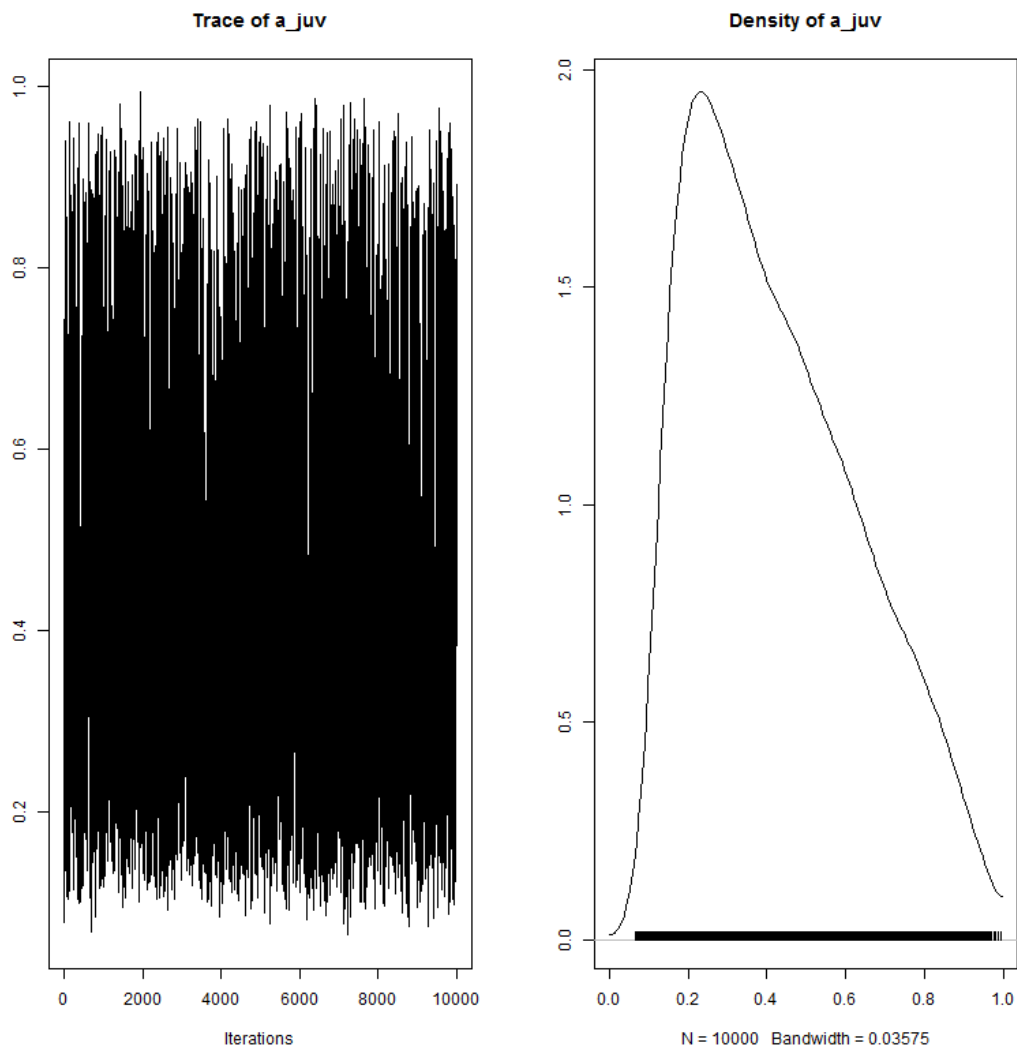 Trace of a_juv
1.0
0.8
0.6
0.4
0.2
0 2000 4000 6000 8000 10000
Iterations
Density of a_juv
2.0
1.5
1.0
0.5
0.0
0.0 0.2 0.4 0.6 0.8 1.0
N = 10000 Bandwidth = 0.03575